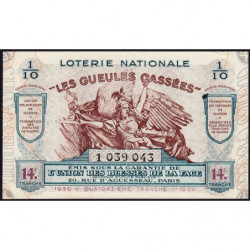 LOTERIE NATIONALE
1/10
1/10
"LES GUEULES CASSÉES"
1 039 043
ÉMIS SOUS LA GARANTIE DE
L'UNION DES BLESSÉS DE LA FACE
20, RUE D'AGUESSEAU, PARIS
14e
TRANCHE
14e
TRANCHE
QUATORZIÈME TRANCHE